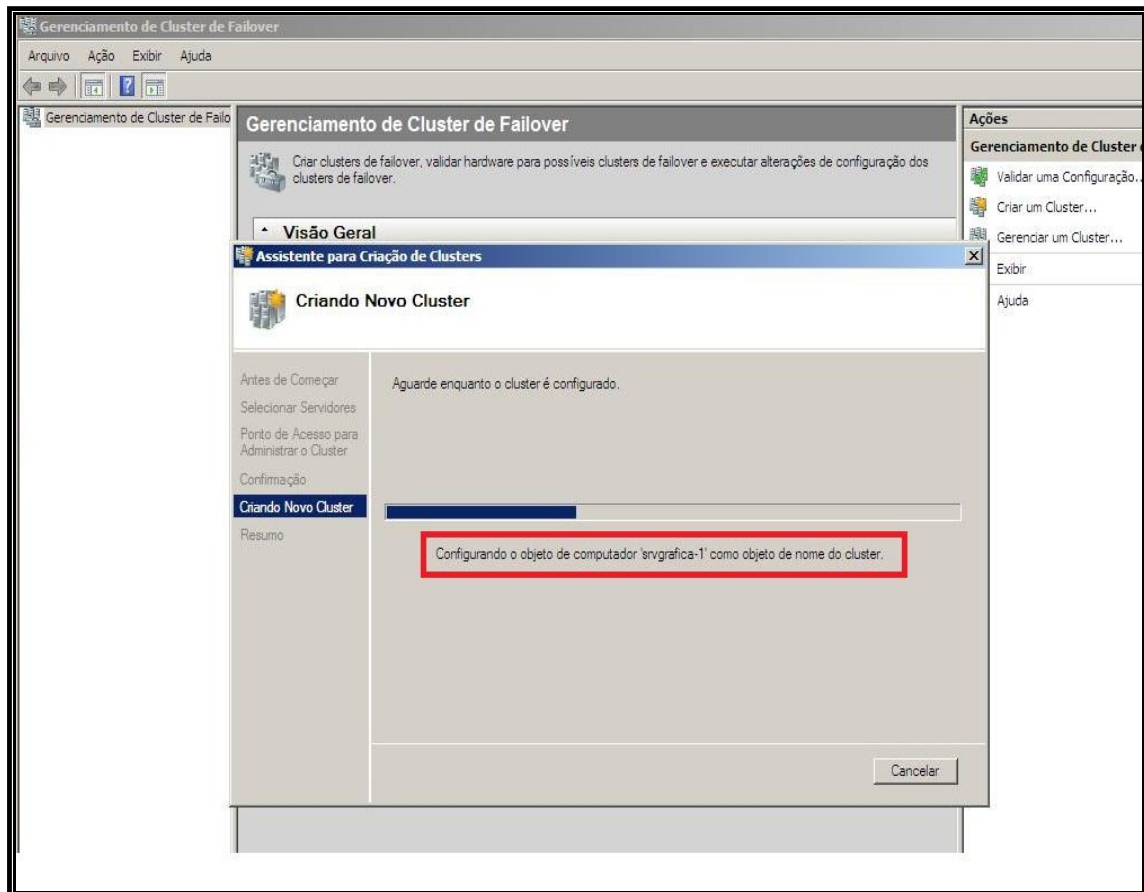 Gerenciamento de Cluster de Failover
Arquivo Ação Exibir Ajuda
Gerenciamento de Cluster de Failo
Gerenciamento de Cluster de Failover
Criar clusters de failover, validar hardware para possíveis clusters de failover e executar alterações de configuração dos
clusters de failover.
Visão Geral
Ações
Gerenciamento de Cluster
Validar uma Configuração..
Criar um Cluster...
Gerenciar um Cluster...
Exibir
Ajuda
Assistente para Criação de Clusters
Criando Novo Cluster
Antes de Começar
Selecionar Servidores
Ponto de Acesso para
Administrar o Cluster
Confirmação
Criando Novo Cluster
Resumo
Aguarde enquanto o cluster é configurado.
Configurando o objeto de computador 'srvgrafica-1' como objeto de nome do cluster.
Cancelar